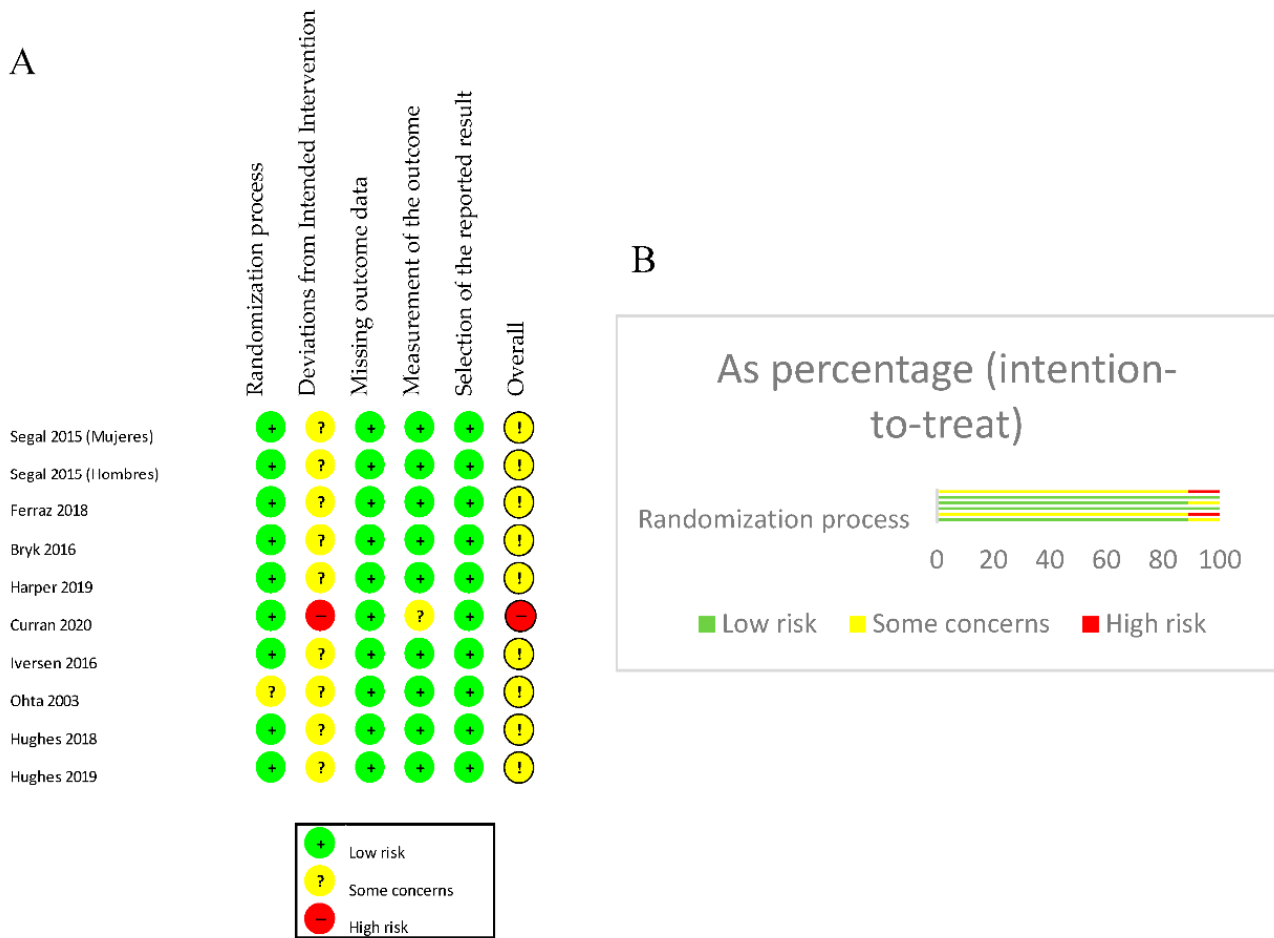 A
Randomization process
Deviations from Intended Intervention
Missing outcome data
Measurement of the outcome
Selection of the reported result
Overall
Segal 2015 (Mujeres) + ? + + + !
Segal 2015 (Hombres) + ? + + + !
Ferraz 2018 + ? + + + !
Bryk 2016 + ? + + + !
Harper 2019 + ? + + + !
Curran 2020 + − + ? + −
Iversen 2016 + ? + + + !
Ohta 2003 ? ? + + + !
Hughes 2018 + ? + + + !
Hughes 2019 + ? + + + !
+ Low risk
? Some concerns
− High risk
B
As percentage (intention-
to-treat)
Randomization process
0 20 40 60 80 100
Low risk Some concerns High risk